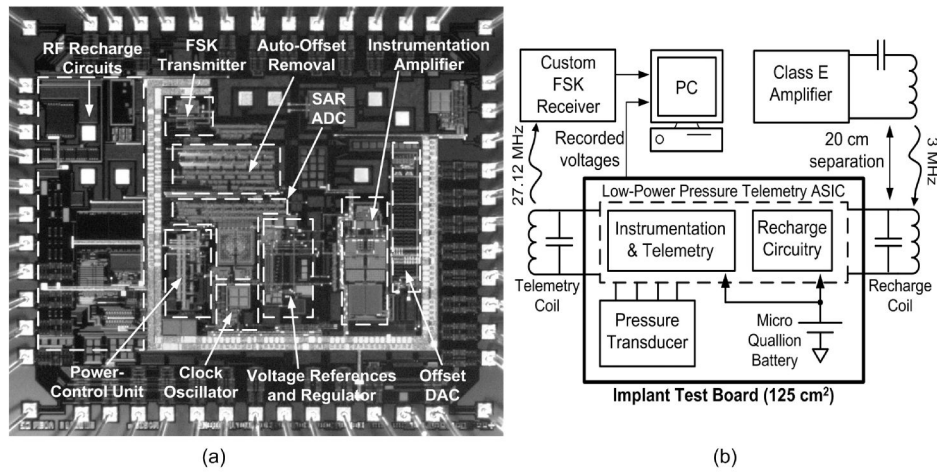 RF Recharge
Circuits
FSK
Transmitter
Auto-Offset
Removal
Instrumentation
Amplifier
SAR
ADC
Power-
Control Unit
Clock
Oscillator
Voltage References
and Regulator
Offset
DAC
(a)
Custom
FSK
Receiver
PC
Class E
Amplifier
27.12 MHz
Recorded
voltages
20 cm
separation
3 MHz
Low-Power Pressure Telemetry ASIC
Instrumentation
& Telemetry
Recharge
Circuitry
Telemetry
Coil
Recharge
Coil
Pressure
Transducer
Micro
Quallion
Battery
Implant Test Board (125 cm²)
(b)